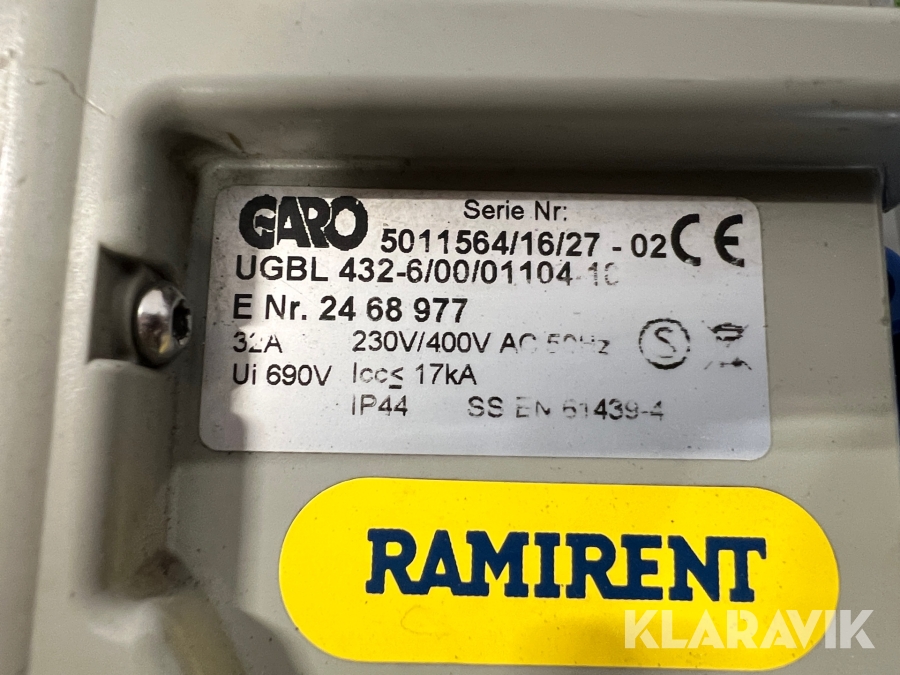 GARO Serie Nr:
5011564/16/27 - 02 CE
UGBL 432-6/00/01104-10
E Nr. 24 68 977
32A 230V/400V AC 50Hz S
Ui 690V Icc≤ 17kA
IP44 SS EN 61439-4
RAMIRENT
KLARAVIK